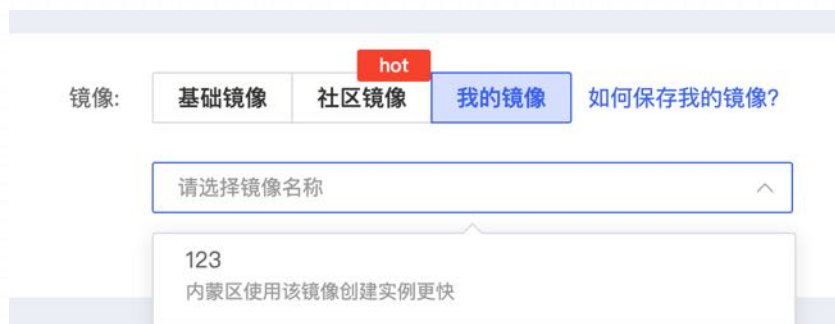 hot
镜像: 基础镜像 社区镜像 我的镜像 如何保存我的镜像?
请选择镜像名称
123
内蒙区使用该镜像创建实例更快